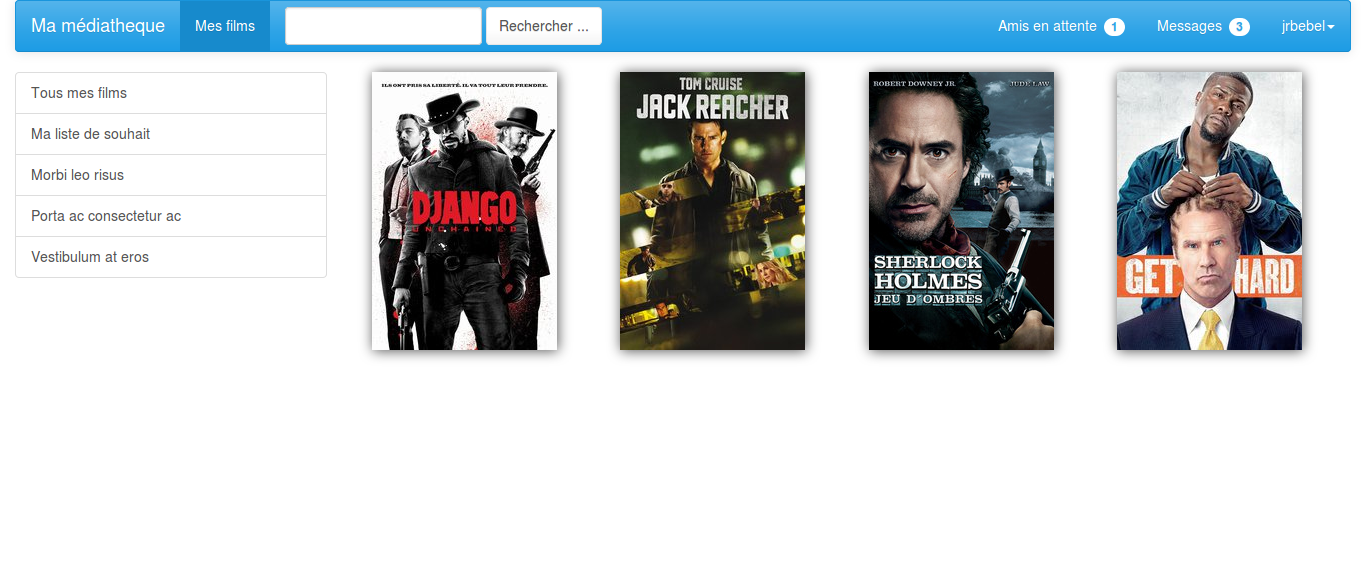 Ma médiatheque
Mes films
Rechercher ...
Amis en attente 1
Messages 3
jrbebel
Tous mes films
Ma liste de souhait
Morbi leo risus
Porta ac consectetur ac
Vestibulum at eros
ILS ONT PRIS SA LIBERTÉ. IL VA TOUT LEUR PRENDRE.
DJANGO
UNCHAINED
TOM CRUISE
JACK REACHER
ROBERT DOWNEY JR. JUDE LAW
SHERLOCK
HOLMES
JEU D'OMBRES
GET HARD